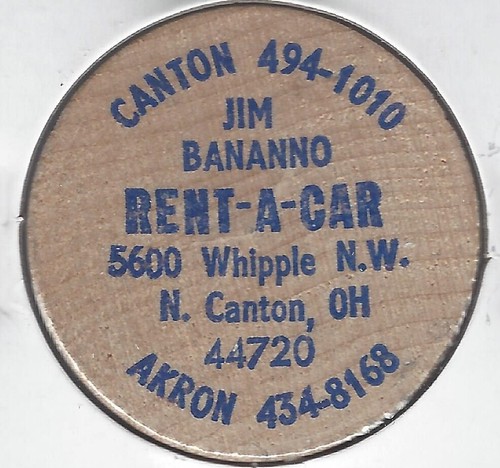 CANTON 494-1010
JIM
BANANNO
RENT-A-CAR
5600 Whipple N.W.
N. Canton, OH
44720
AKRON 434-8168